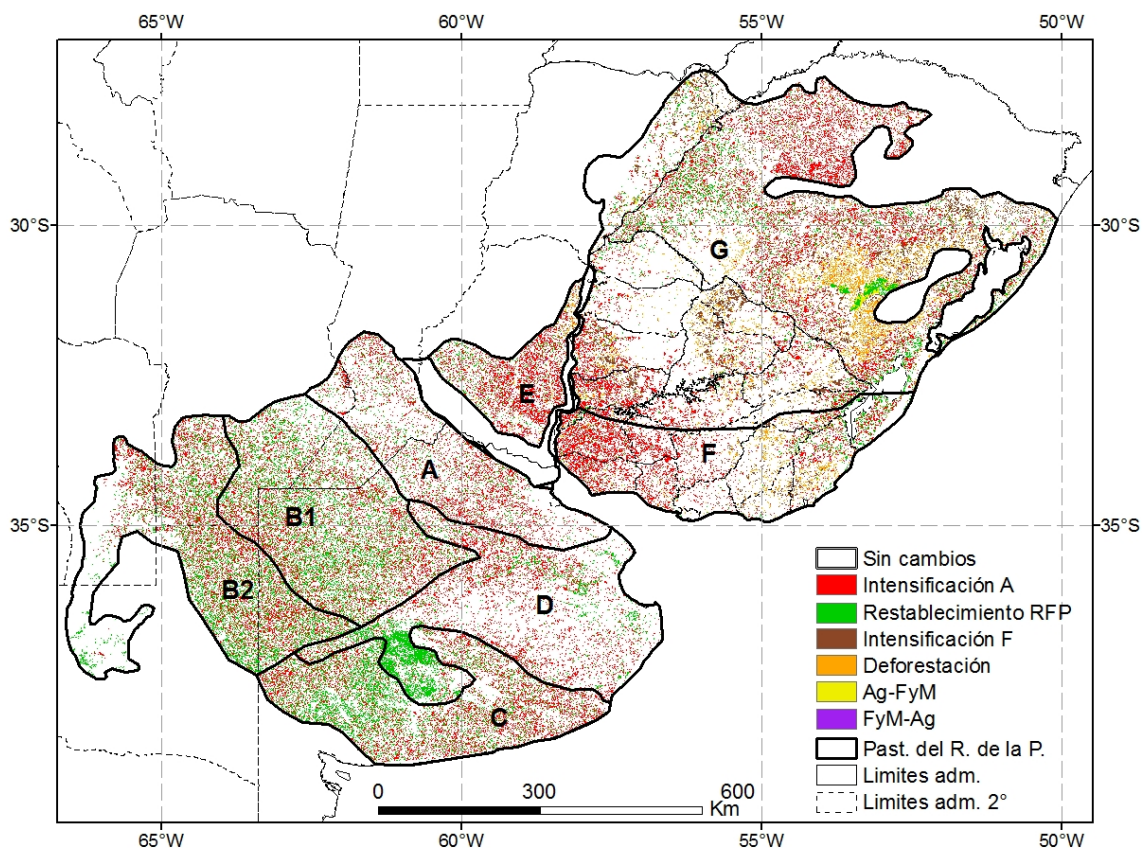 65°W 60°W 55°W 50°W
30°S 30°S
35°S 35°S
G
E
F
A
B1
B2
D
C
Sin cambios
Intensificación A
Restablecimiento RFP
Intensificación F
Deforestación
Ag-FyM
FyM-Ag
Past. del R. de la P.
Limites adm.
Limites adm. 2°
0 300 600
Km
65°W 60°W 55°W 50°W